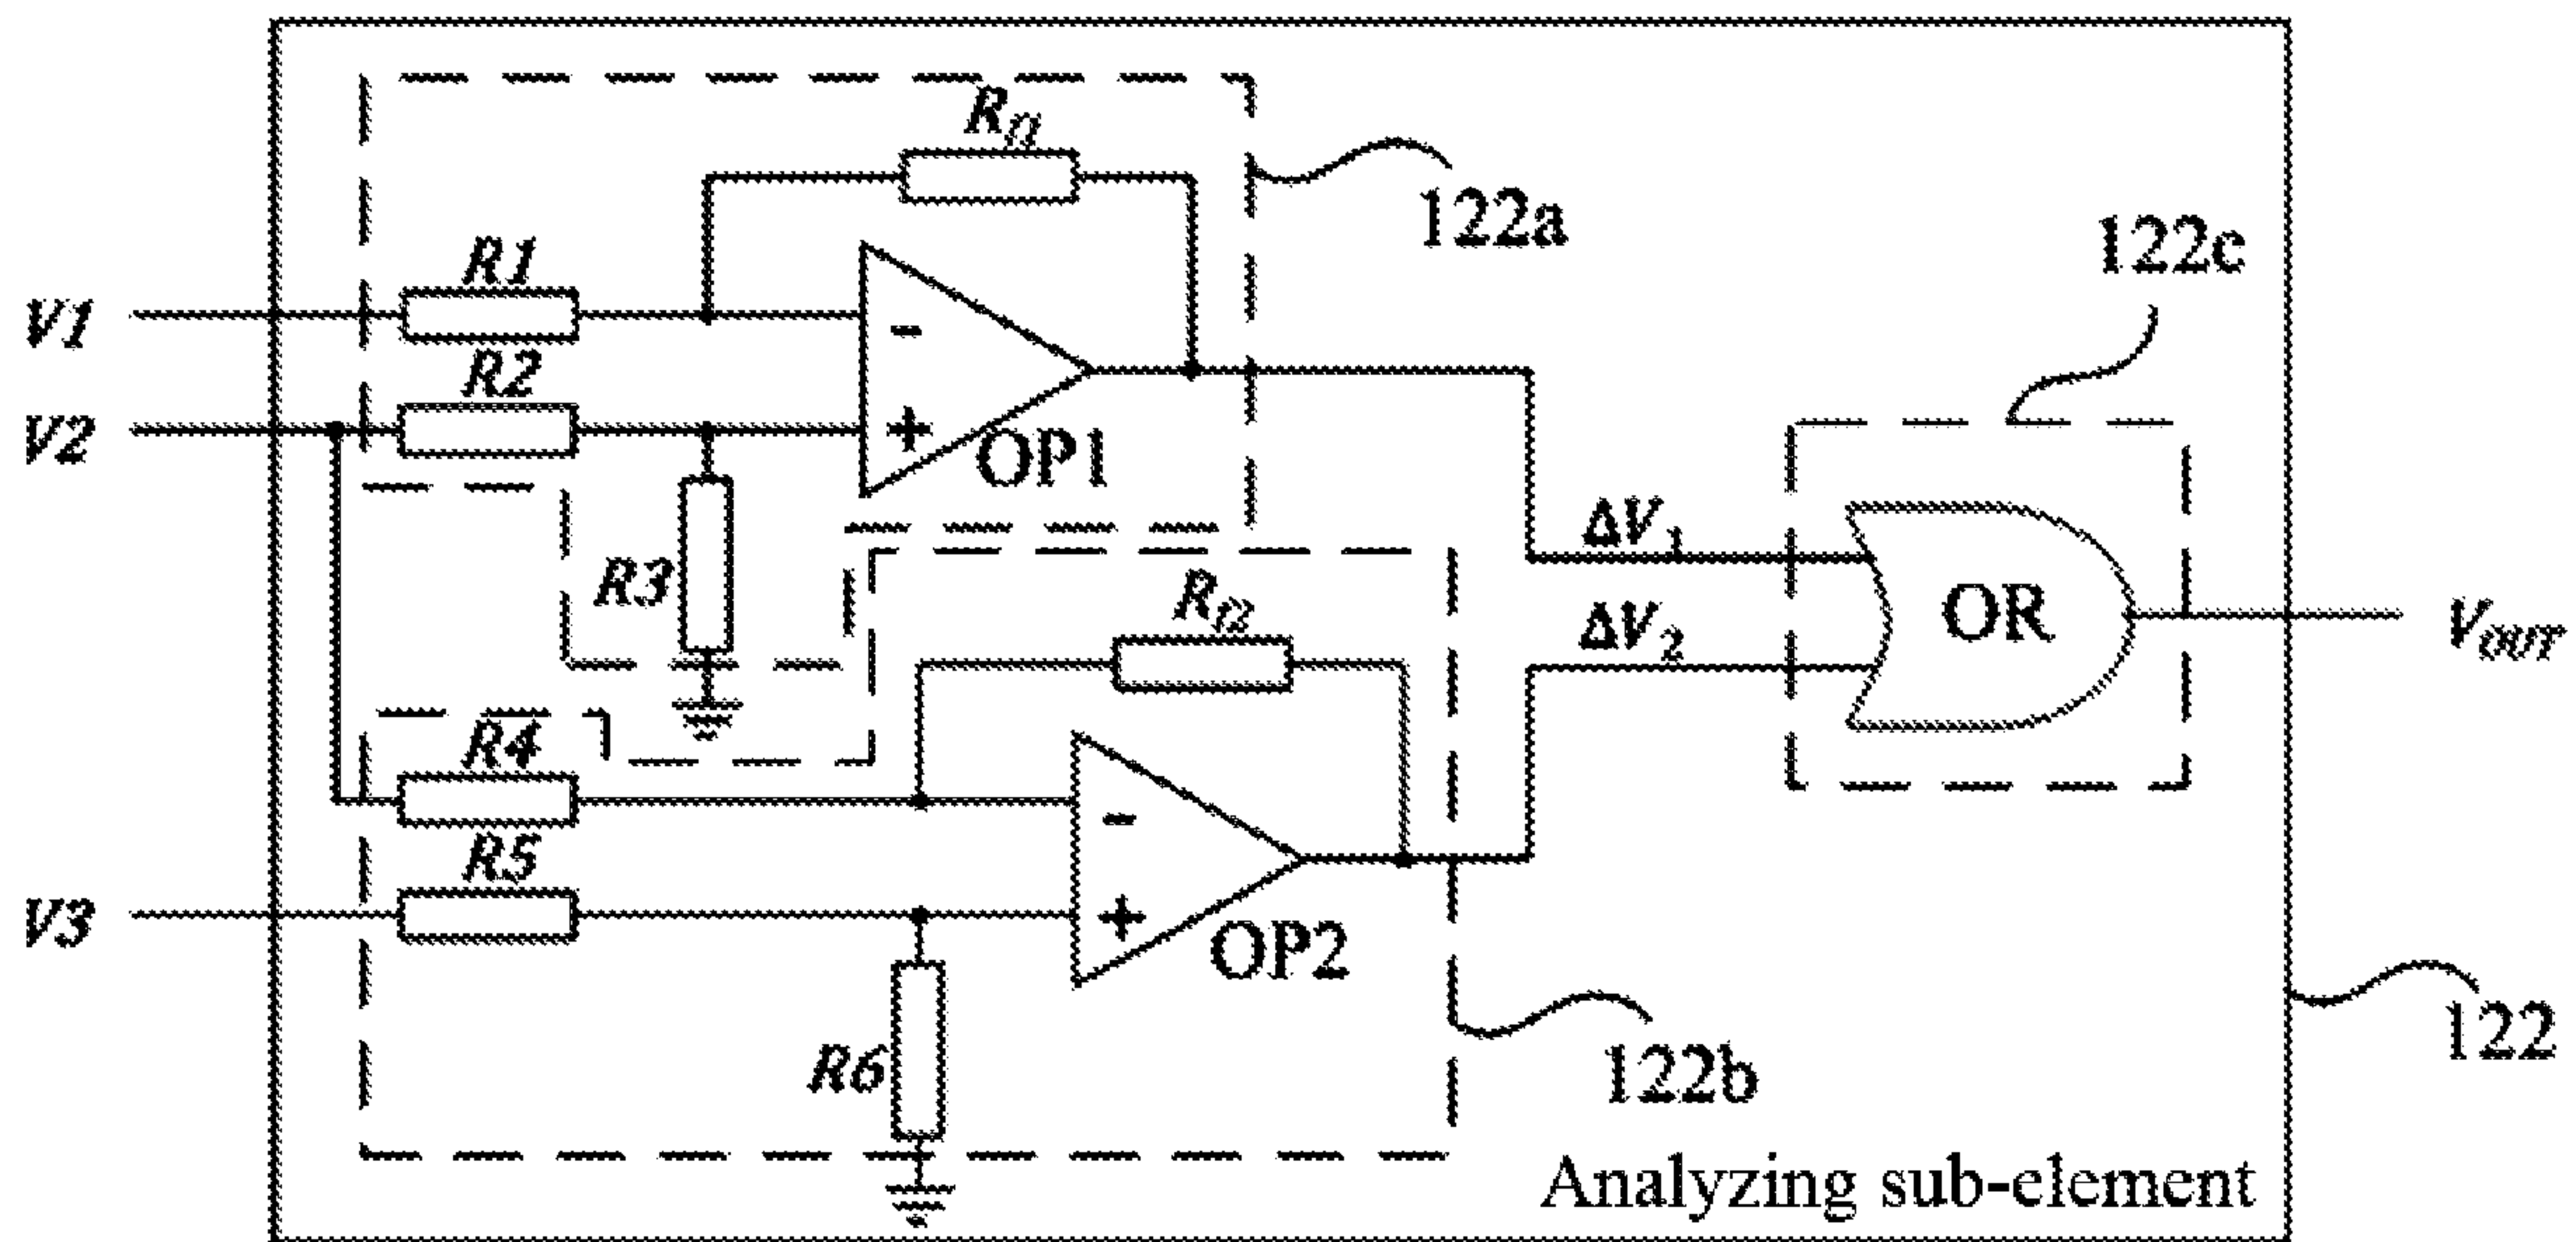 Rf1
122a
R1
122c
V1
R2
V2
-
+
OP1
ΔV1
R3
Rf2
OR
VOUT
ΔV2
R4
-
R5
V3
+
OP2
122
R6
122b
Analyzing sub-element